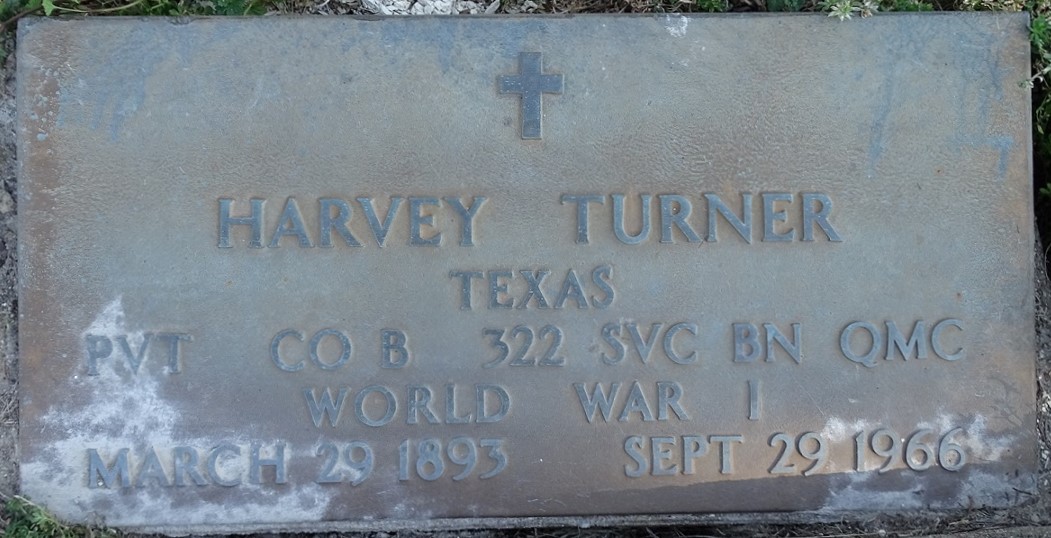 HARVEY TURNER
TEXAS
PVT CO B 322 SVC BN QMC
WORLD WAR I
MARCH 29 1893 SEPT 29 1966